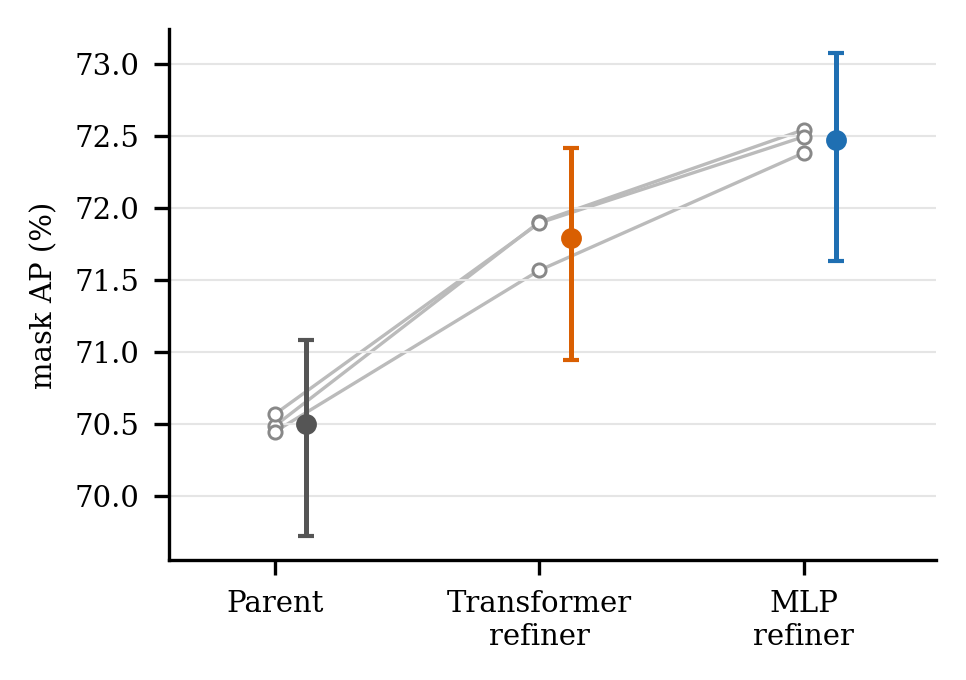 73.0
72.5
72.0
71.5
71.0
70.5
70.0
mask AP (%)
Parent
Transformer
refiner
MLP
refiner